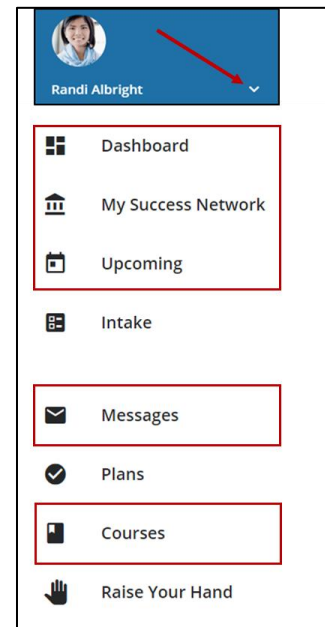 Randi Albright
Dashboard
My Success Network
Upcoming
Intake
Messages
Plans
Courses
Raise Your Hand